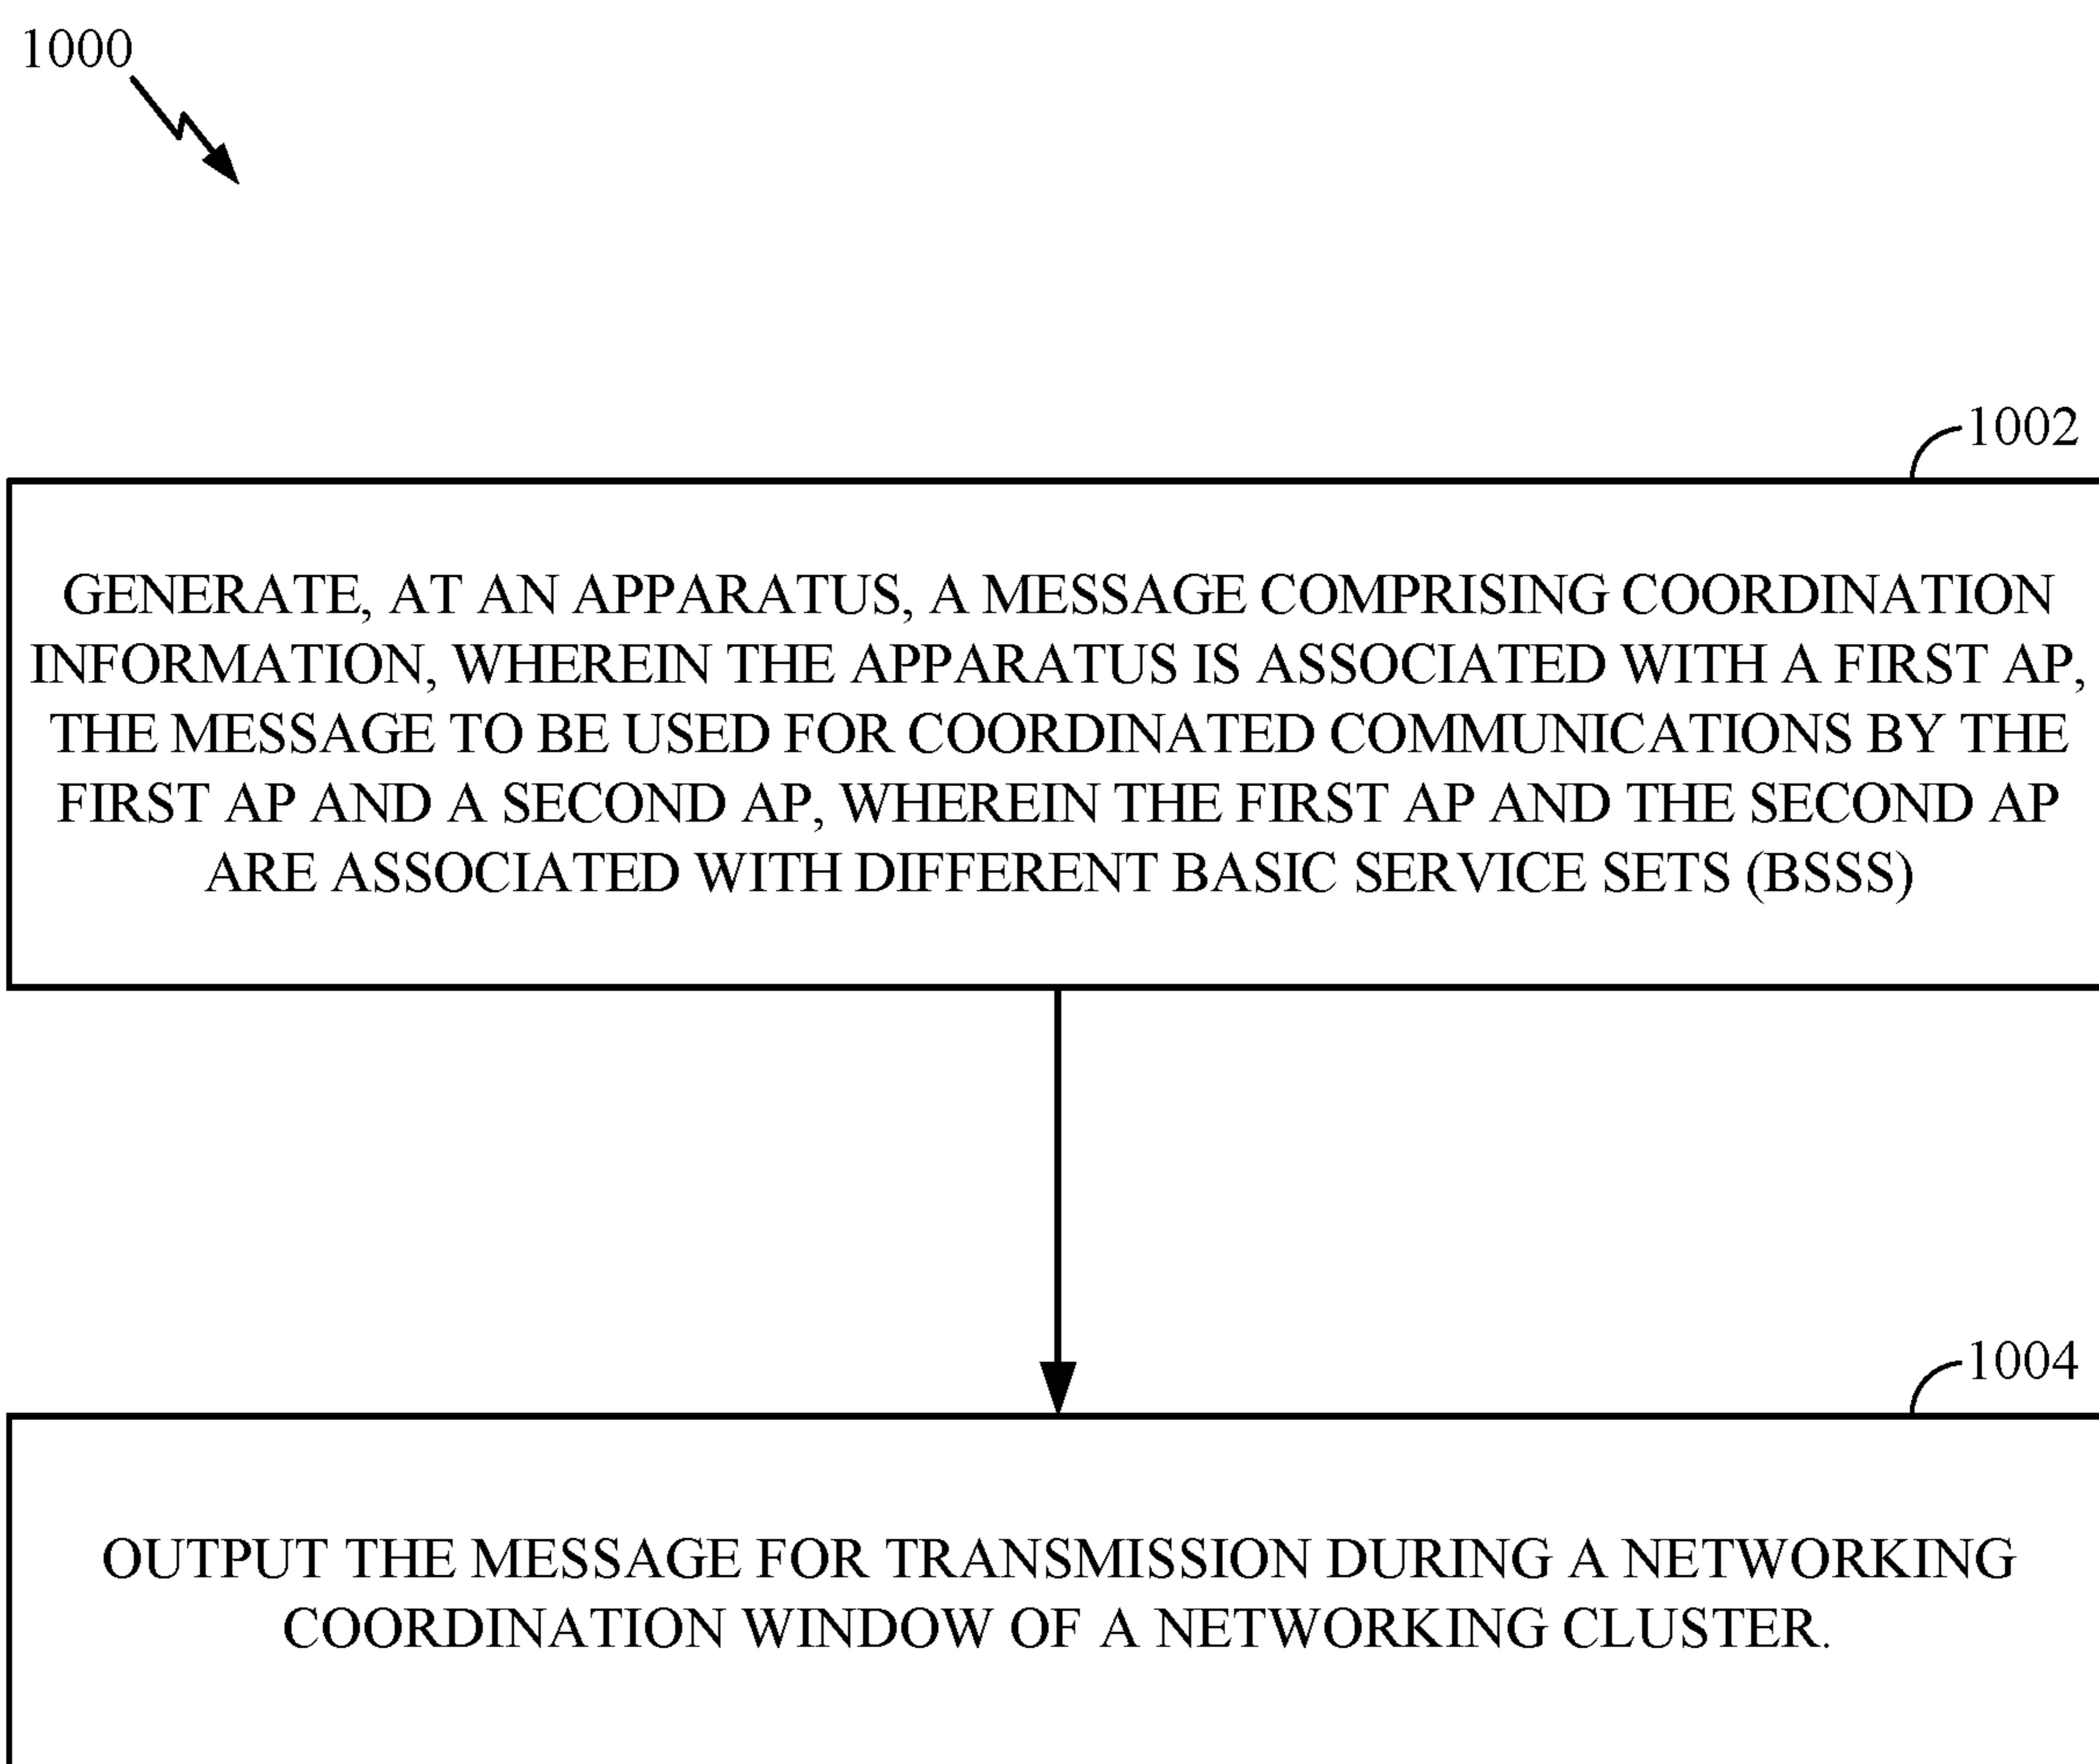 1000
1002
GENERATE, AT AN APPARATUS, A MESSAGE COMPRISING COORDINATION
INFORMATION, WHEREIN THE APPARATUS IS ASSOCIATED WITH A FIRST AP,
THE MESSAGE TO BE USED FOR COORDINATED COMMUNICATIONS BY THE
FIRST AP AND A SECOND AP, WHEREIN THE FIRST AP AND THE SECOND AP
ARE ASSOCIATED WITH DIFFERENT BASIC SERVICE SETS (BSSS)
1004
OUTPUT THE MESSAGE FOR TRANSMISSION DURING A NETWORKING
COORDINATION WINDOW OF A NETWORKING CLUSTER.